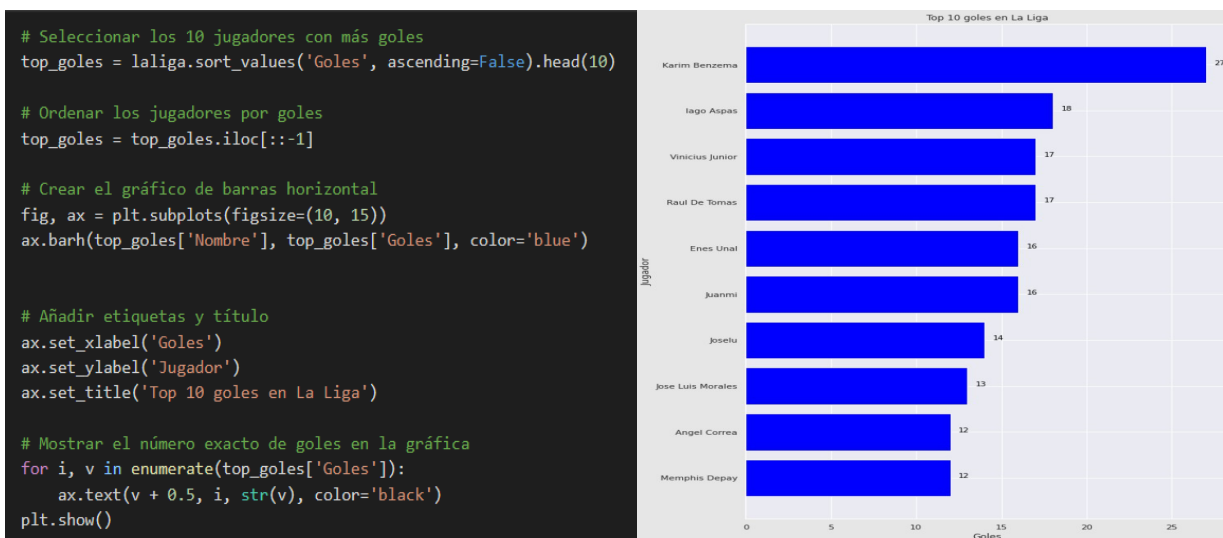 # Seleccionar los 10 jugadores con más goles
top_goles = laliga.sort_values('Goles', ascending=False).head(10)
# Ordenar los jugadores por goles
top_goles = top_goles.iloc[::-1]
# Crear el gráfico de barras horizontal
fig, ax = plt.subplots(figsize=(10, 15))
ax.barh(top_goles['Nombre'], top_goles['Goles'], color='blue')
# Añadir etiquetas y título
ax.set_xlabel('Goles')
ax.set_ylabel('Jugador')
ax.set_title('Top 10 goles en La Liga')
# Mostrar el número exacto de goles en la gráfica
for i, v in enumerate(top_goles['Goles']):
    ax.text(v + 0.5, i, str(v), color='black')
plt.show()
Top 10 goles en La Liga
Karim Benzema 27
Iago Aspas 18
Vinicius Junior 17
Raul De Tomas 17
Enes Unal 16
Jugador
Juanmi 16
Joselu 14
Jose Luis Morales 13
Angel Correa 12
Memphis Depay 12
0 5 10 15 20 25
Goles